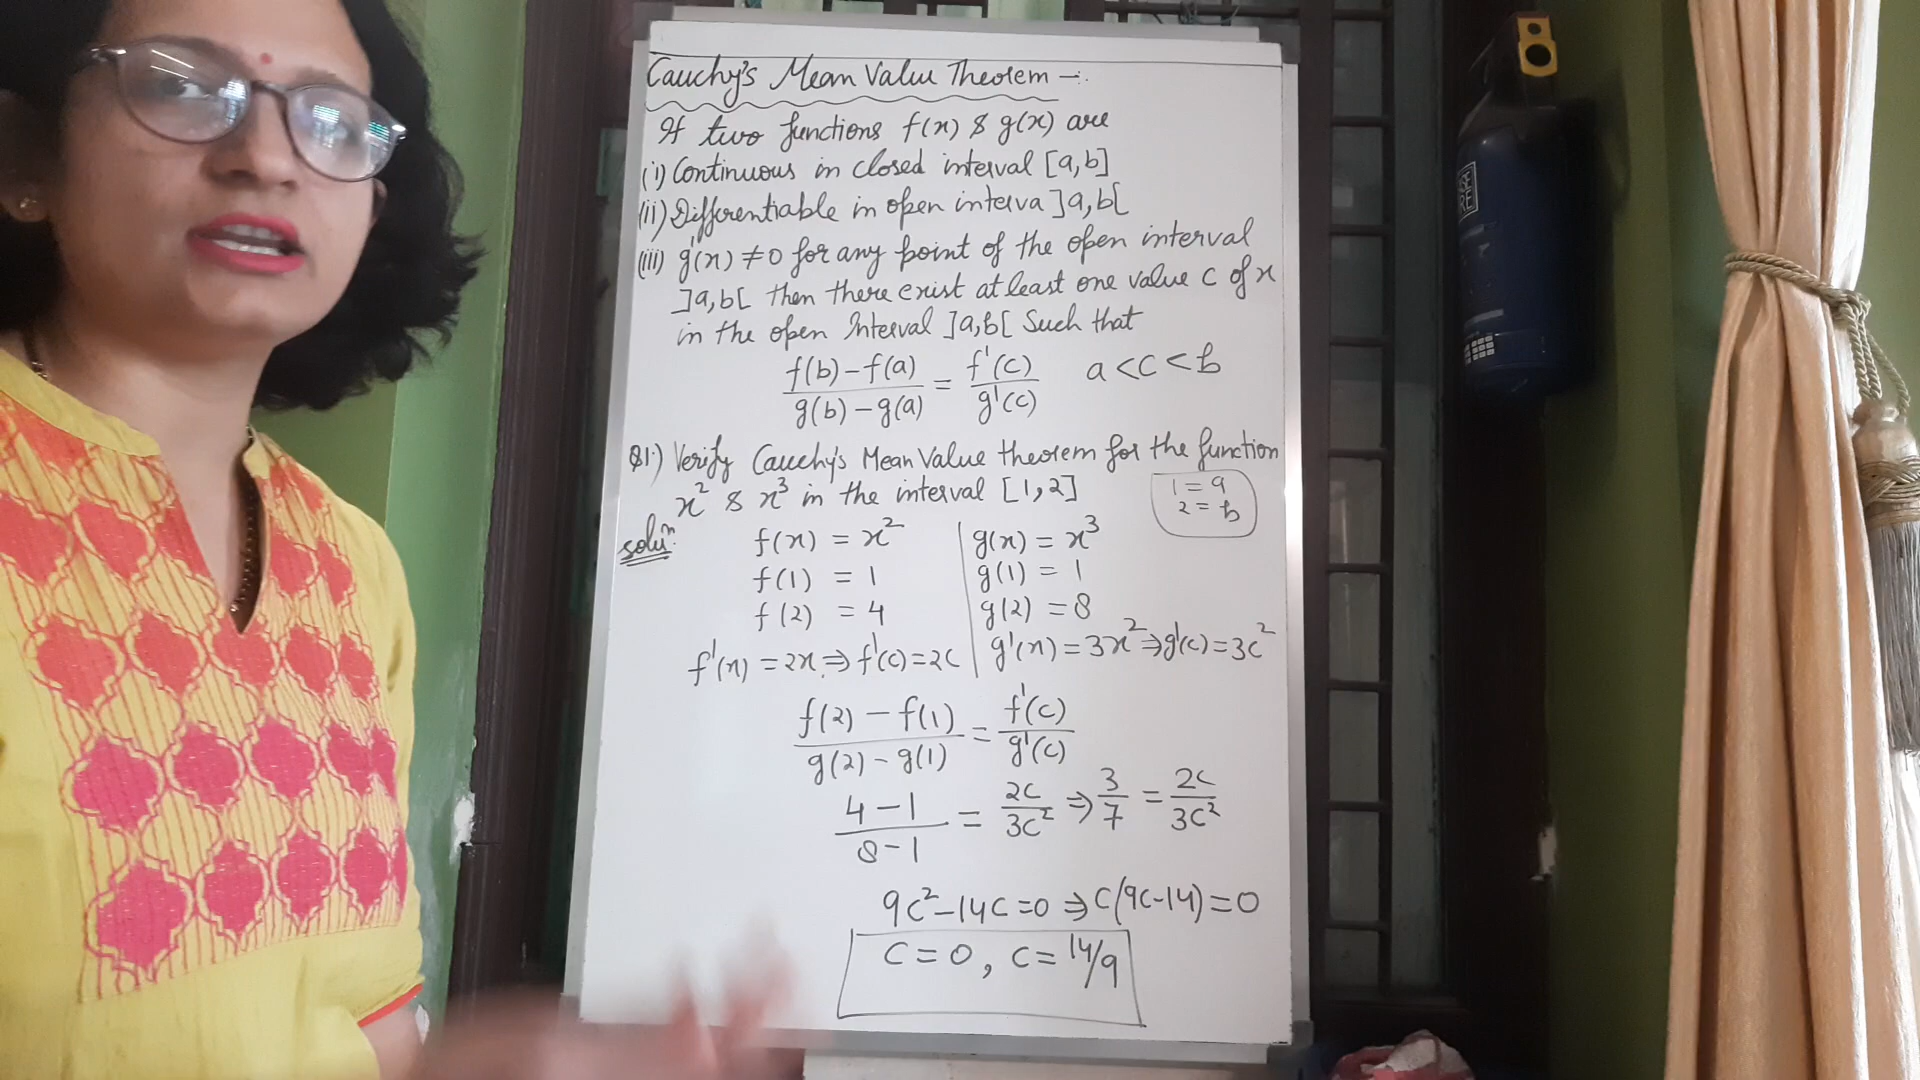 Cauchy's Mean Value Theorem -:.
If two functions f(x) & g(x) are
(i) Continuous in closed interval [a,b]
(ii) Differentiable in open interva ]a,b[
(iii) g'(x) ≠ 0 for any point of the open interval
]a,b[ then there exist at least one value c of x
in the open Interval ]a,b[ Such that
f(b)-f(a) / g(b)-g(a) = f'(c) / g'(c) a<c<b
Q1.) Verify Cauchy's Mean Value theorem for the function
x² & x³ in the interval [1,2]
1 = a
2 = b
soluⁿ:
f(x) = x² | g(x) = x³
f(1) = 1 | g(1) = 1
f(2) = 4 | g(2) = 8
f'(x) = 2x ⇒ f'(c) = 2c | g'(x) = 3x² ⇒ g'(c) = 3c²
f(2) - f(1) / g(2) - g(1) = f'(c) / g'(c)
4-1 / 8-1 = 2c / 3c² ⇒ 3/7 = 2c / 3c²
9c²-14c=0 ⇒ c(9c-14)=0
c=0, c=14/9